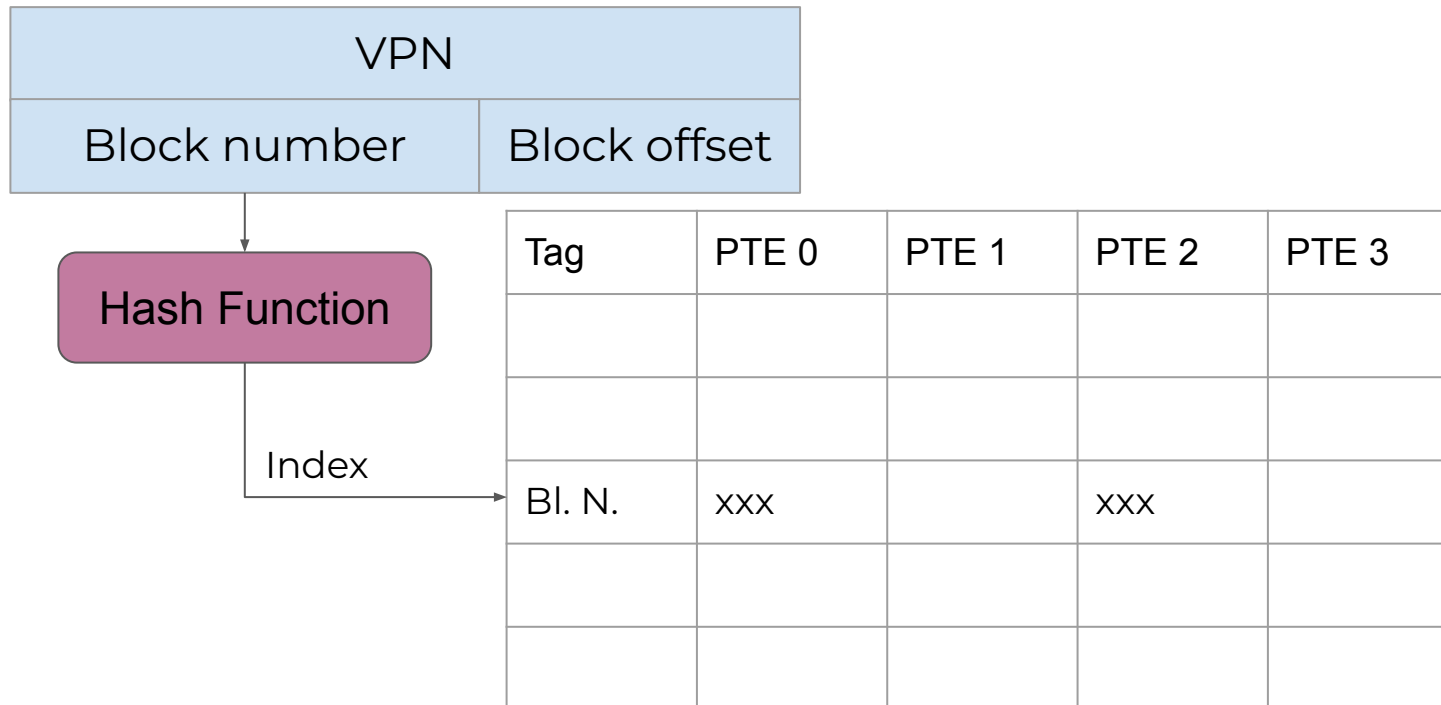 VPN
Block number Block offset
Hash Function
Tag PTE 0 PTE 1 PTE 2 PTE 3
Index
Bl. N. xxx xxx